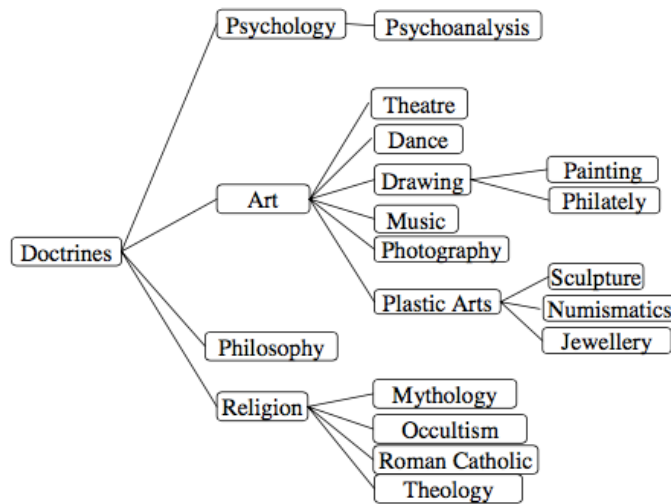 Psychology
Psychoanalysis
Theatre
Dance
Drawing
Painting
Philately
Art
Music
Photography
Doctrines
Plastic Arts
Sculpture
Numismatics
Jewellery
Philosophy
Religion
Mythology
Occultism
Roman Catholic
Theology